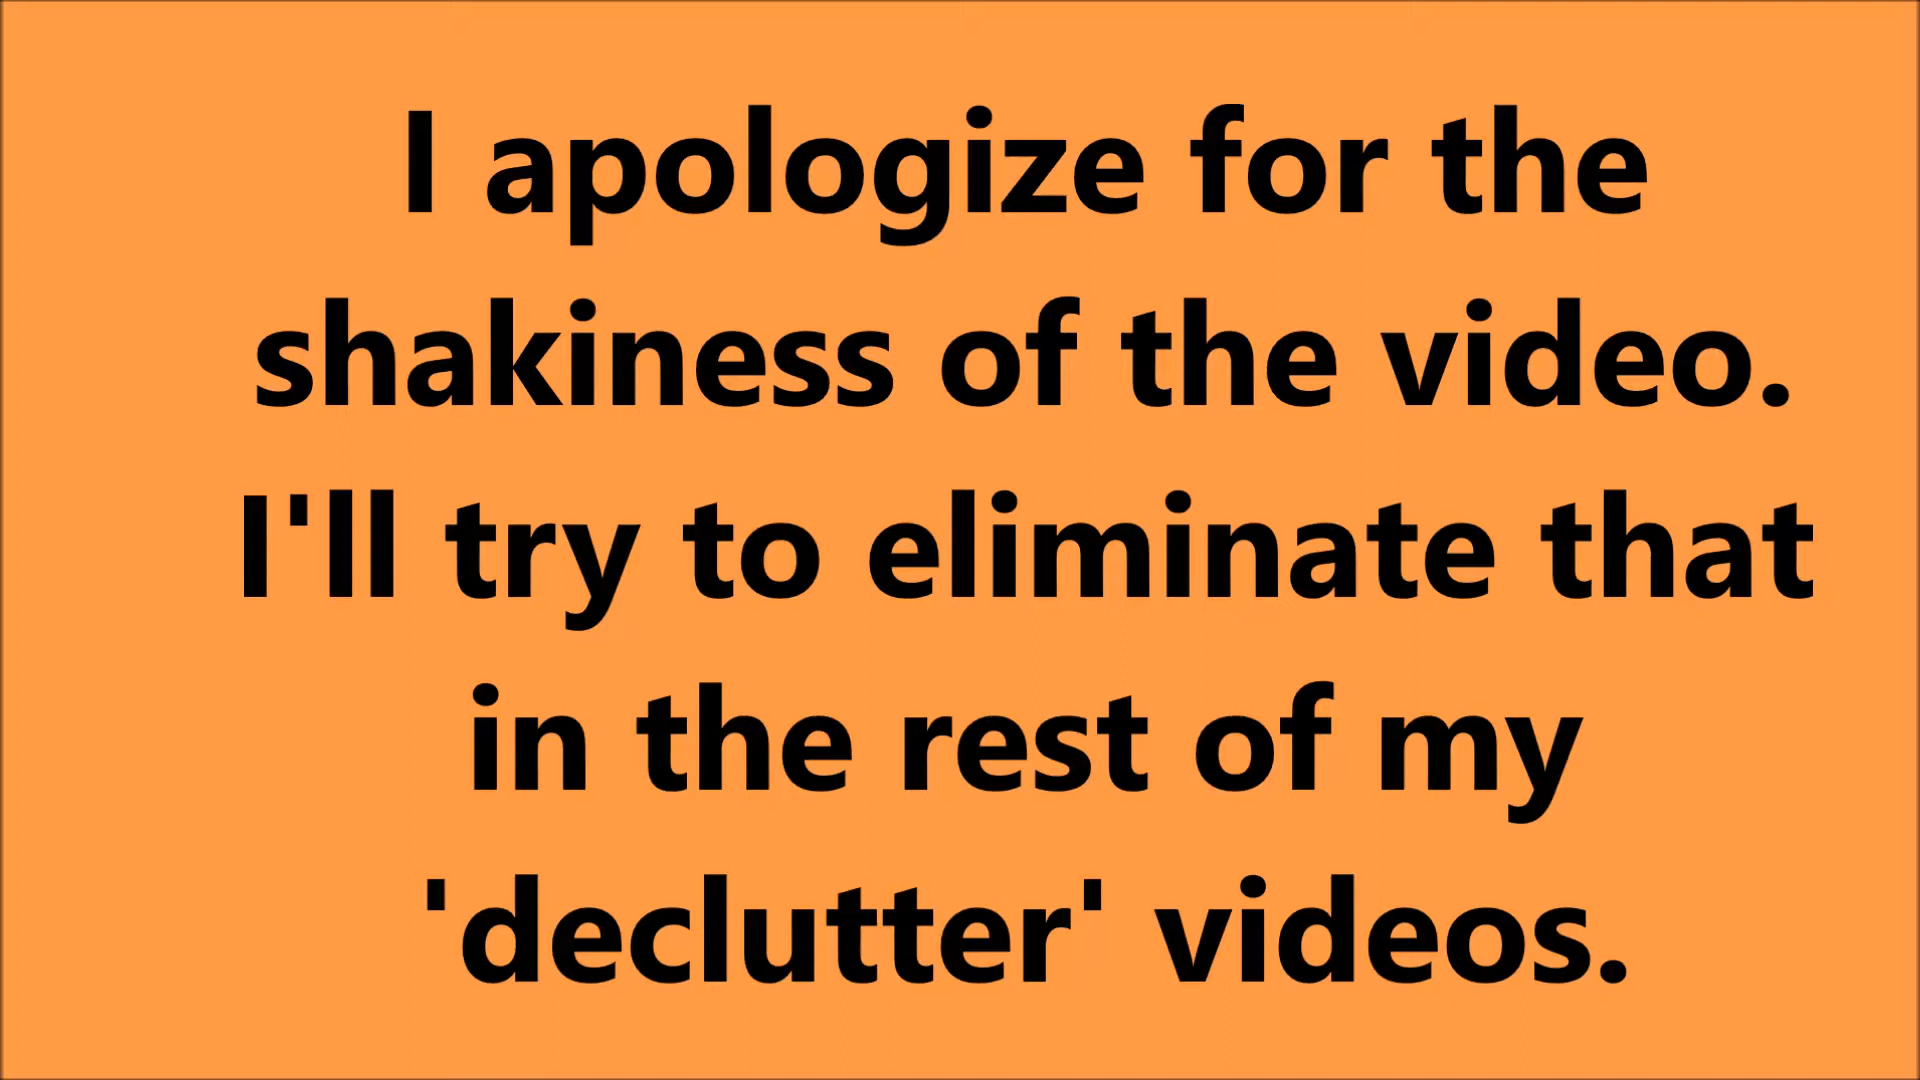 I apologize for the
shakiness of the video.
I'll try to eliminate that
in the rest of my
'declutter' videos.